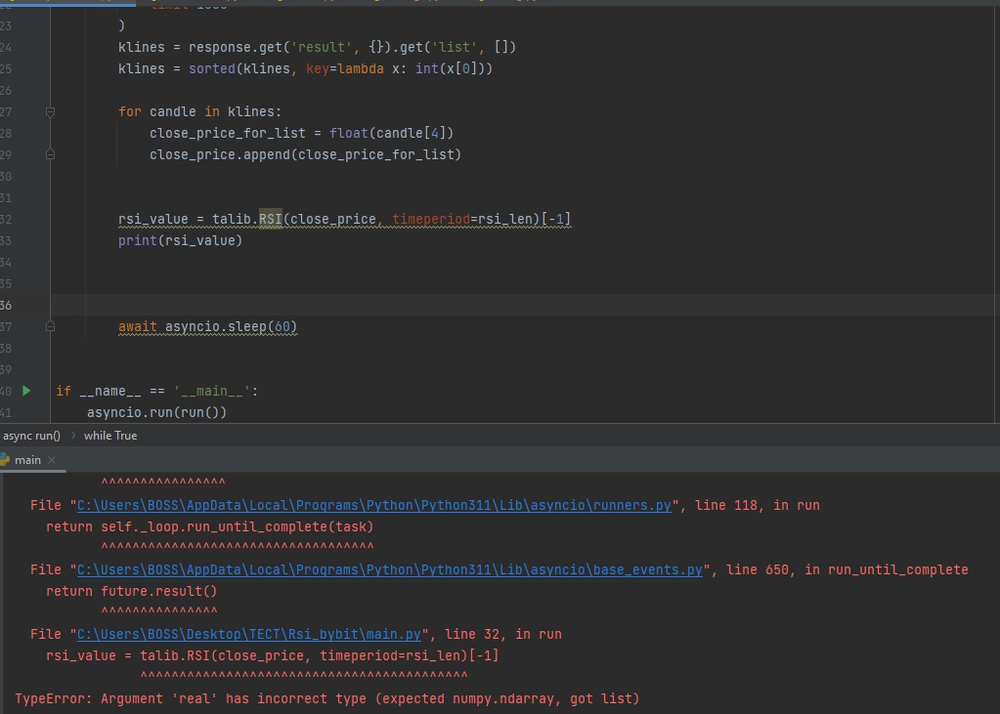 23 )
24 klines = response.get('result', {}).get('list', [])
25 klines = sorted(klines, key=lambda x: int(x[0]))
26
27 for candle in klines:
28 close_price_for_list = float(candle[4])
29 close_price.append(close_price_for_list)
30
31
32 rsi_value = talib.RSI(close_price, timeperiod=rsi_len)[-1]
33 print(rsi_value)
34
35
36
37 await asyncio.sleep(60)
38
39
40 if __name__ == '__main__':
41 asyncio.run(run())
async run() › while True
main ×
^^^^^^^^^^^^^^^^
File "C:\Users\BOSS\AppData\Local\Programs\Python\Python311\Lib\asyncio\runners.py", line 118, in run
return self._loop.run_until_complete(task)
^^^^^^^^^^^^^^^^^^^^^^^^^^^^^^^^^^^
File "C:\Users\BOSS\AppData\Local\Programs\Python\Python311\Lib\asyncio\base_events.py", line 650, in run_until_complete
return future.result()
^^^^^^^^^^^^^^^
File "C:\Users\BOSS\Desktop\TECT\Rsi_bybit\main.py", line 32, in run
rsi_value = talib.RSI(close_price, timeperiod=rsi_len)[-1]
^^^^^^^^^^^^^^^^^^^^^^^^^^^^^^^^^^^^^^^^^^
TypeError: Argument 'real' has incorrect type (expected numpy.ndarray, got list)